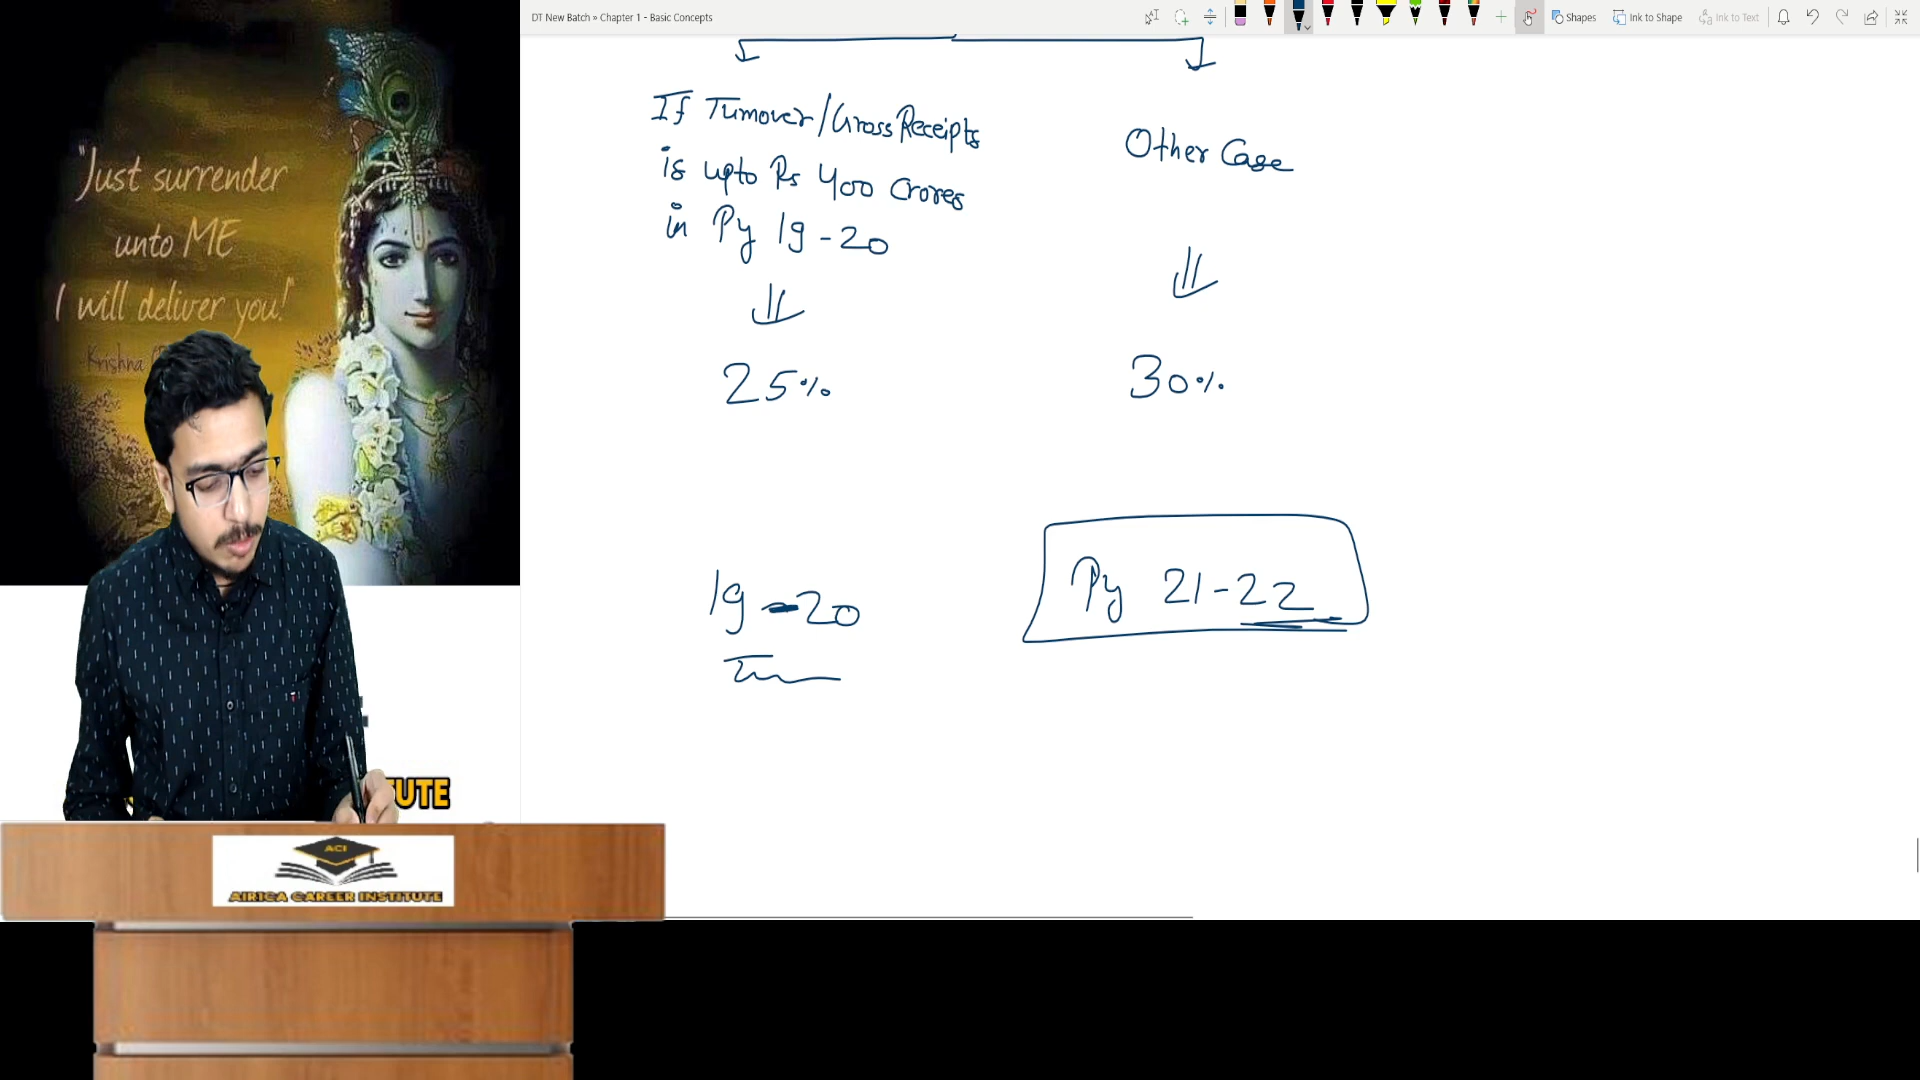 DT New Batch » Chapter 1 - Basic Concepts
Shapes
Ink to Shape
Ink to Text
If Turnover/Gross Receipts
is upto Rs 400 Crores
in Py 19-20
25%
Other Case
30%
19-20
Py 21-22
"Just surrender
unto ME
I will deliver you!"
Krishna
UTE
ACI
AIRICA CAREER INSTITUTE